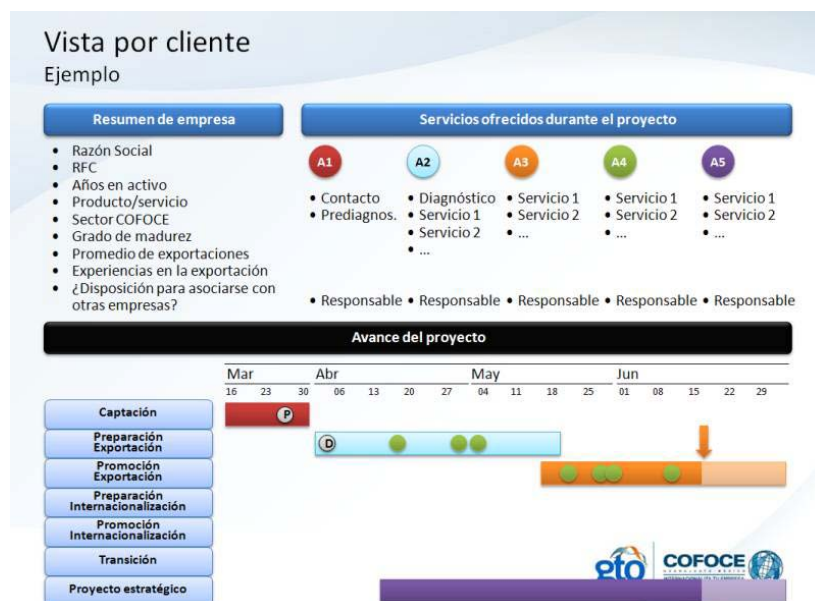 Vista por cliente
Ejemplo
Resumen de empresa
• Razón Social
• RFC
• Años en activo
• Producto/servicio
• Sector COFOCE
• Grado de madurez
• Promedio de exportaciones
• Experiencias en la exportación
• ¿Disposición para asociarse con
otras empresas?
Servicios ofrecidos durante el proyecto
A1 A2 A3 A4 A5
• Contacto • Diagnóstico • Servicio 1 • Servicio 1 • Servicio 1
• Prediagnos. • Servicio 1 • Servicio 2 • Servicio 2 • Servicio 2
• Servicio 2 • ... • ... • ...
• ...
• Responsable • Responsable • Responsable • Responsable • Responsable
Avance del proyecto
Mar Abr May Jun
16 23 30 06 13 20 27 04 11 18 25 01 08 15 22 29
Captación
P
Preparación
Exportación
D
Promoción
Exportación
Preparación
Internacionalización
Promoción
Internacionalización
Transición
Proyecto estratégico
gto
COFOCE